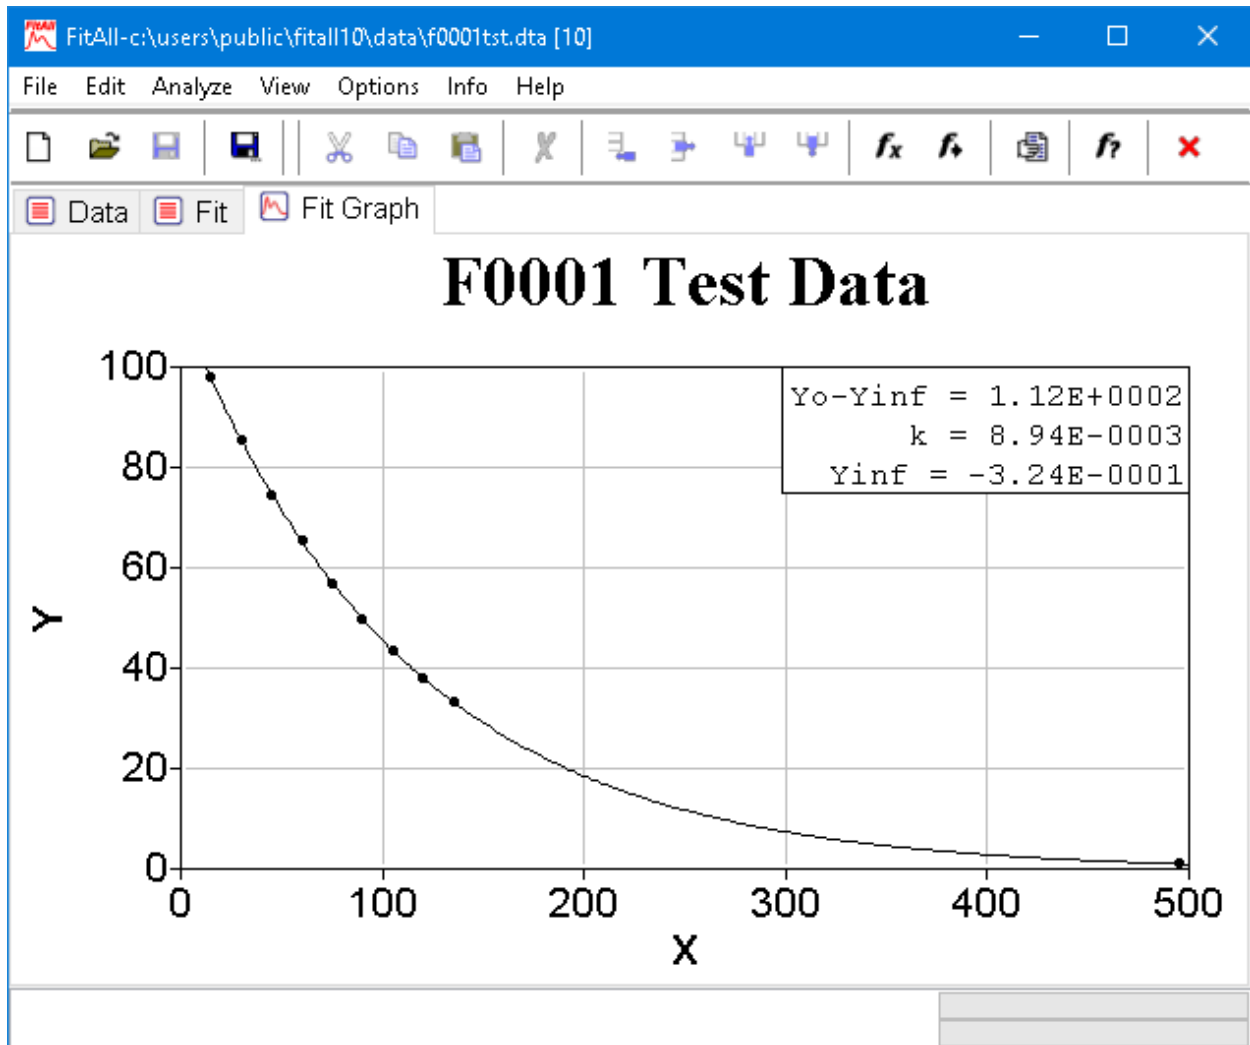 FitAll-c:\users\public\fitall10\data\f0001tst.dta [10]
File Edit Analyze View Options Info Help
fx f f?
Data Fit Fit Graph
F0001 Test Data
100
80
60
40
20
0
Y
Yo-Yinf = 1.12E+0002
k = 8.94E-0003
Yinf = -3.24E-0001
0 100 200 300 400 500
X